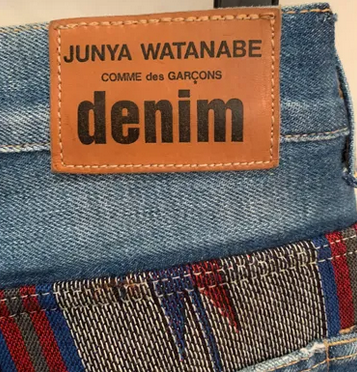 JUNYA WATANABE
COMME des GARÇONS
denim